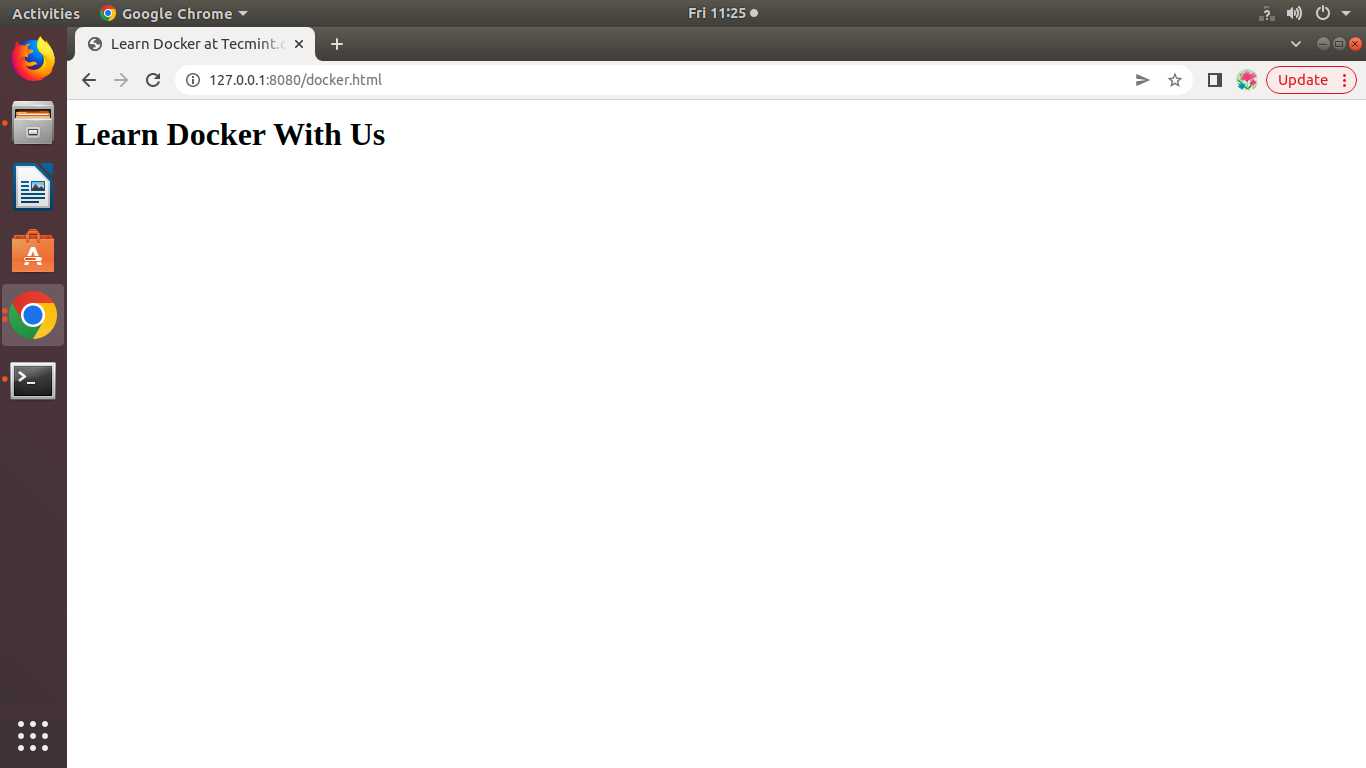 Activities Google Chrome Fri 11:25
Learn Docker at Tecmint.
127.0.0.1:8080/docker.html Update
Learn Docker With Us